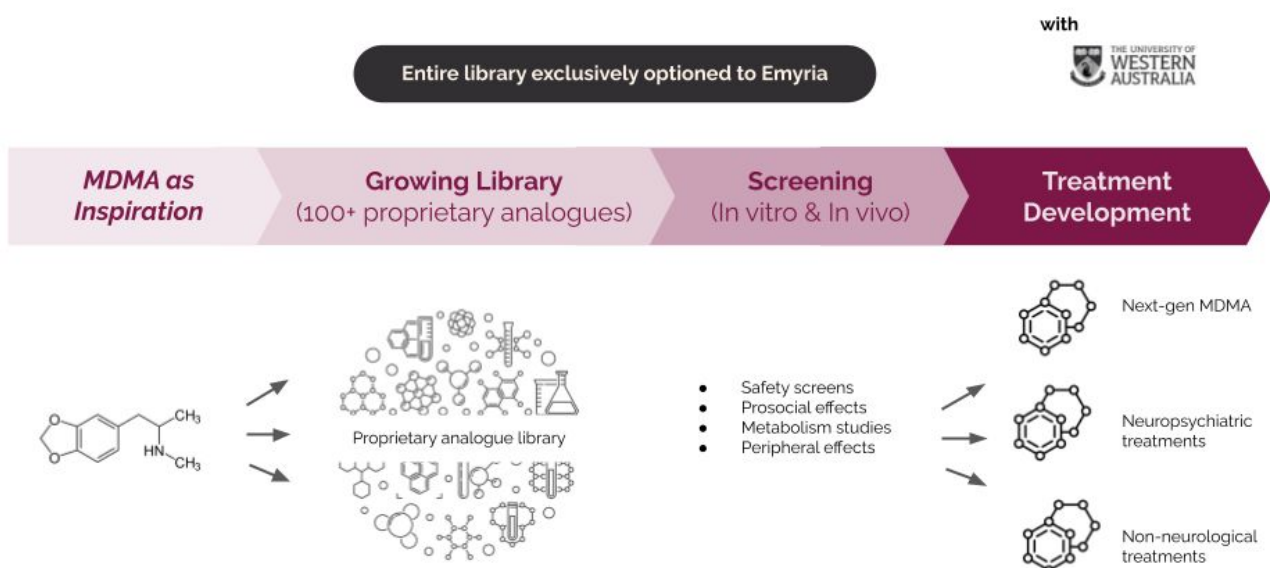 with
THE UNIVERSITY OF
WESTERN
AUSTRALIA
Entire library exclusively optioned to Emyria
MDMA as
Inspiration
Growing Library
(100+ proprietary analogues)
Screening
(In vitro & In vivo)
Treatment
Development
O
O
CH₃
HN
CH₃
Proprietary analogue library
● Safety screens
● Prosocial effects
● Metabolism studies
● Peripheral effects
Next-gen MDMA
Neuropsychiatric
treatments
Non-neurological
treatments